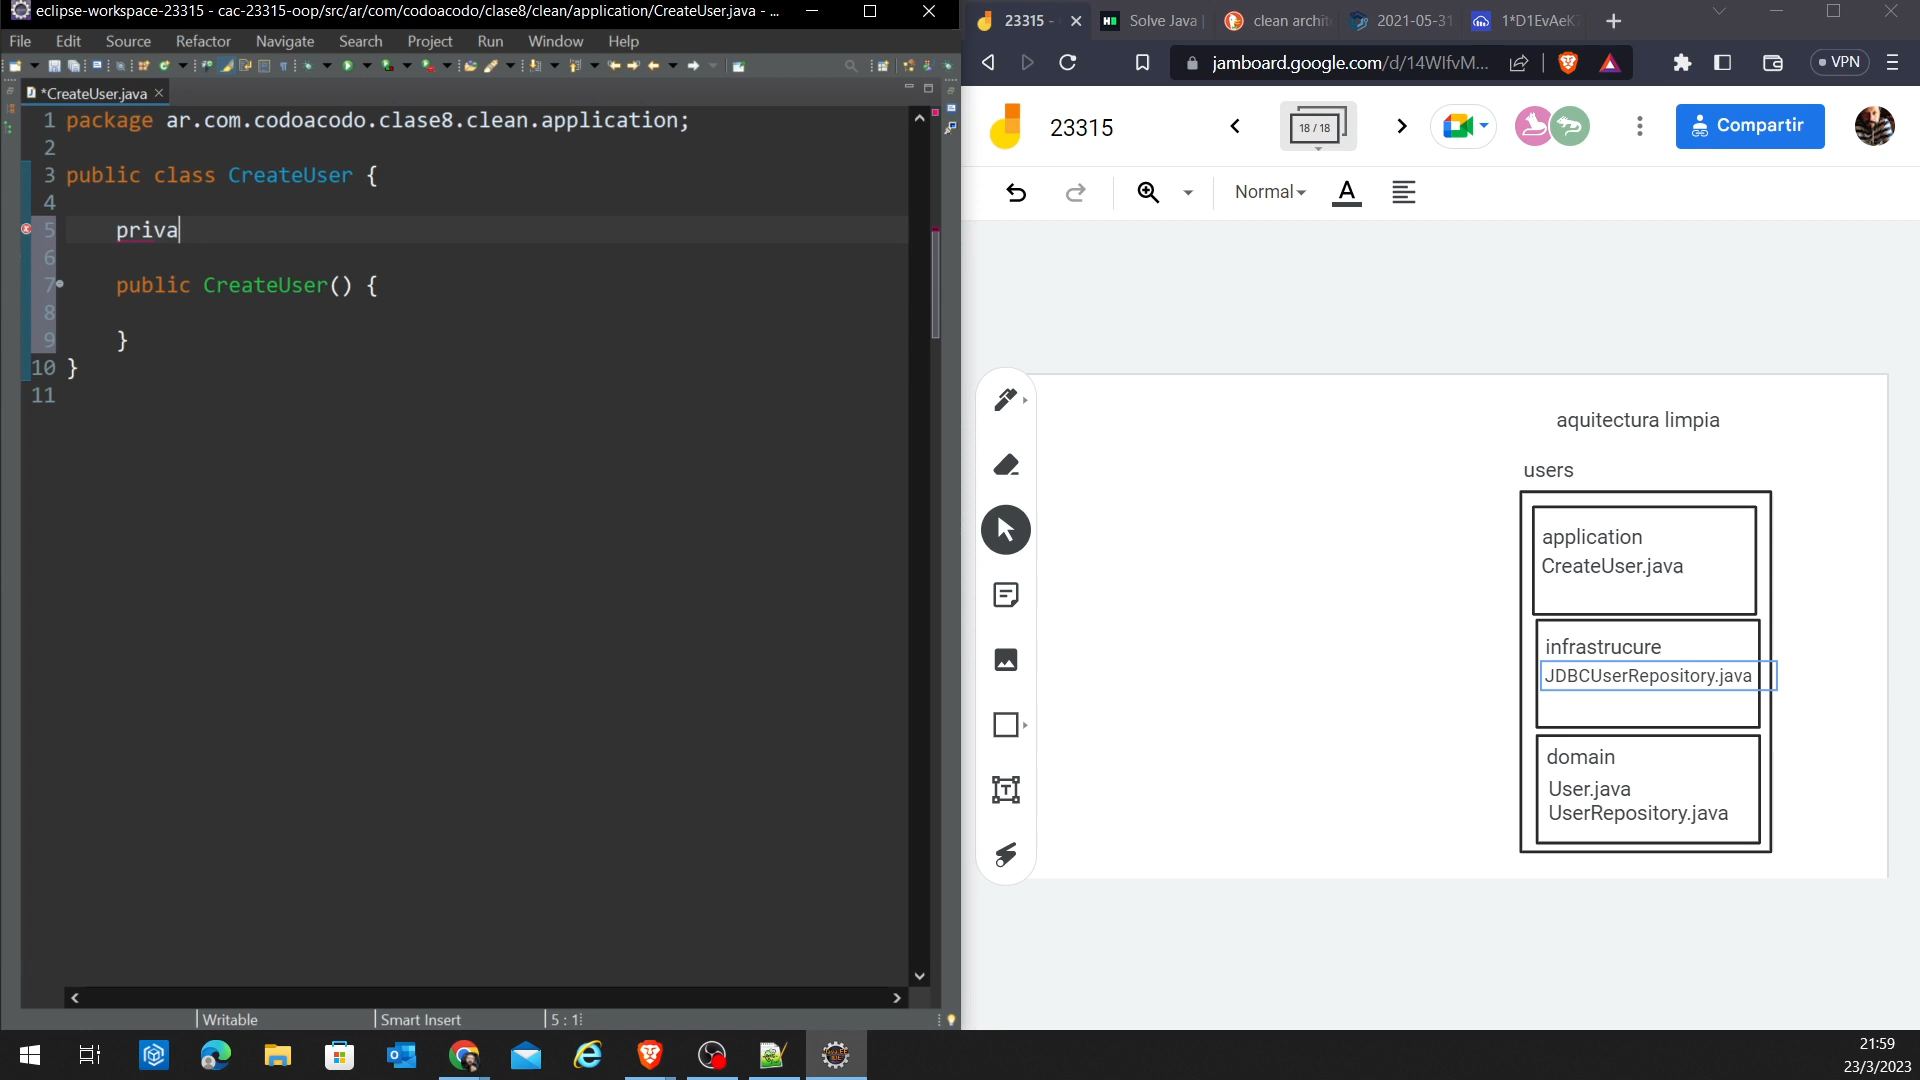 eclipse-workspace-23315 - cac-23315-oop/src/ar/com/codoacodo/clase8/clean/application/CreateUser.java - ...
File Edit Source Refactor Navigate Search Project Run Window Help
*CreateUser.java
1 package ar.com.codoacodo.clase8.clean.application;
2
3 public class CreateUser {
4
5 priva
6
7 public CreateUser() {
8
9 }
10 }
11
Writable Smart Insert 5 : 1
23315 - Solve Java clean archit 2021-05-31 1*D1EvAeK
jamboard.google.com/d/14WIfvM... VPN
23315 18 / 18 Compartir
Normal A
aquitectura limpia
users
application
CreateUser.java
infrastrucure
JDBCUserRepository.java
domain
User.java
UserRepository.java
21:59
23/3/2023